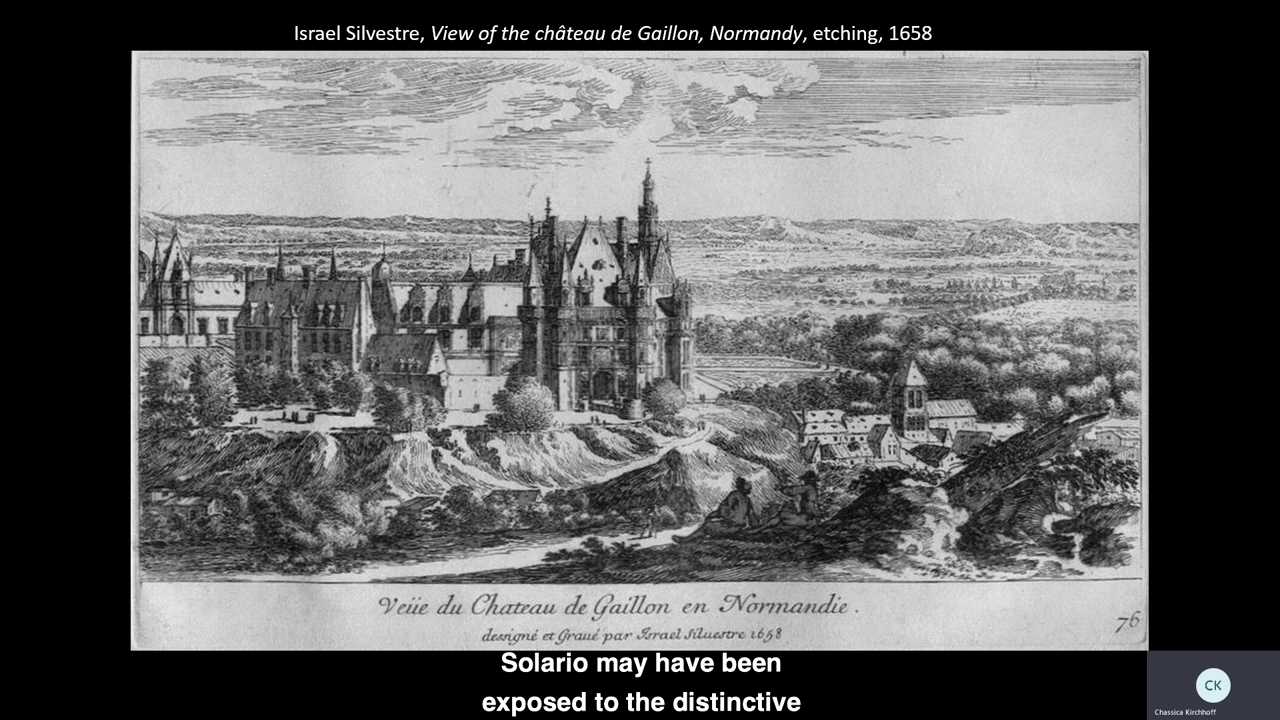 Israel Silvestre, View of the château de Gaillon, Normandy, etching, 1658
Veüe du Chateau de Gaillon en Normandie.
dessigné et Graué par Israel Siluestre 1658
76
Solario may have been
exposed to the distinctive
CK
Chassica Kirchhoff